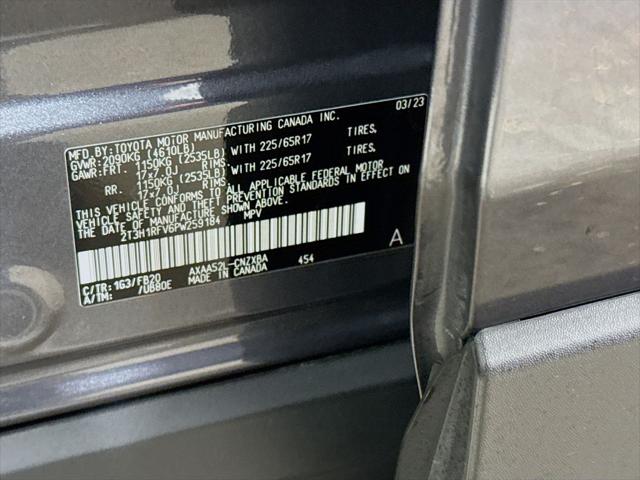 MFD.BY:TOYOTA MOTOR MANUFACTURING CANADA INC. 03/23
GVWR:2090KG (4610LB)
GAWR:FRT. 1150KG (2535LB) WITH 225/65R17 TIRES,
17x7.0J RIMS,
RR. 1150KG (2535LB) WITH 225/65R17 TIRES,
17x7.0J RIMS
THIS VEHICLE CONFORMS TO ALL APPLICABLE FEDERAL MOTOR
VEHICLE SAFETY, AND THEFT PREVENTION STANDARDS IN EFFECT ON
THE DATE OF MANUFACTURE SHOWN ABOVE.
2T3H1RFV6PW259184 MPV
A
C/TR:1G3/FB20 AXAA52L-CNZXBA 454
A/TM: /UB80E MADE IN CANADA